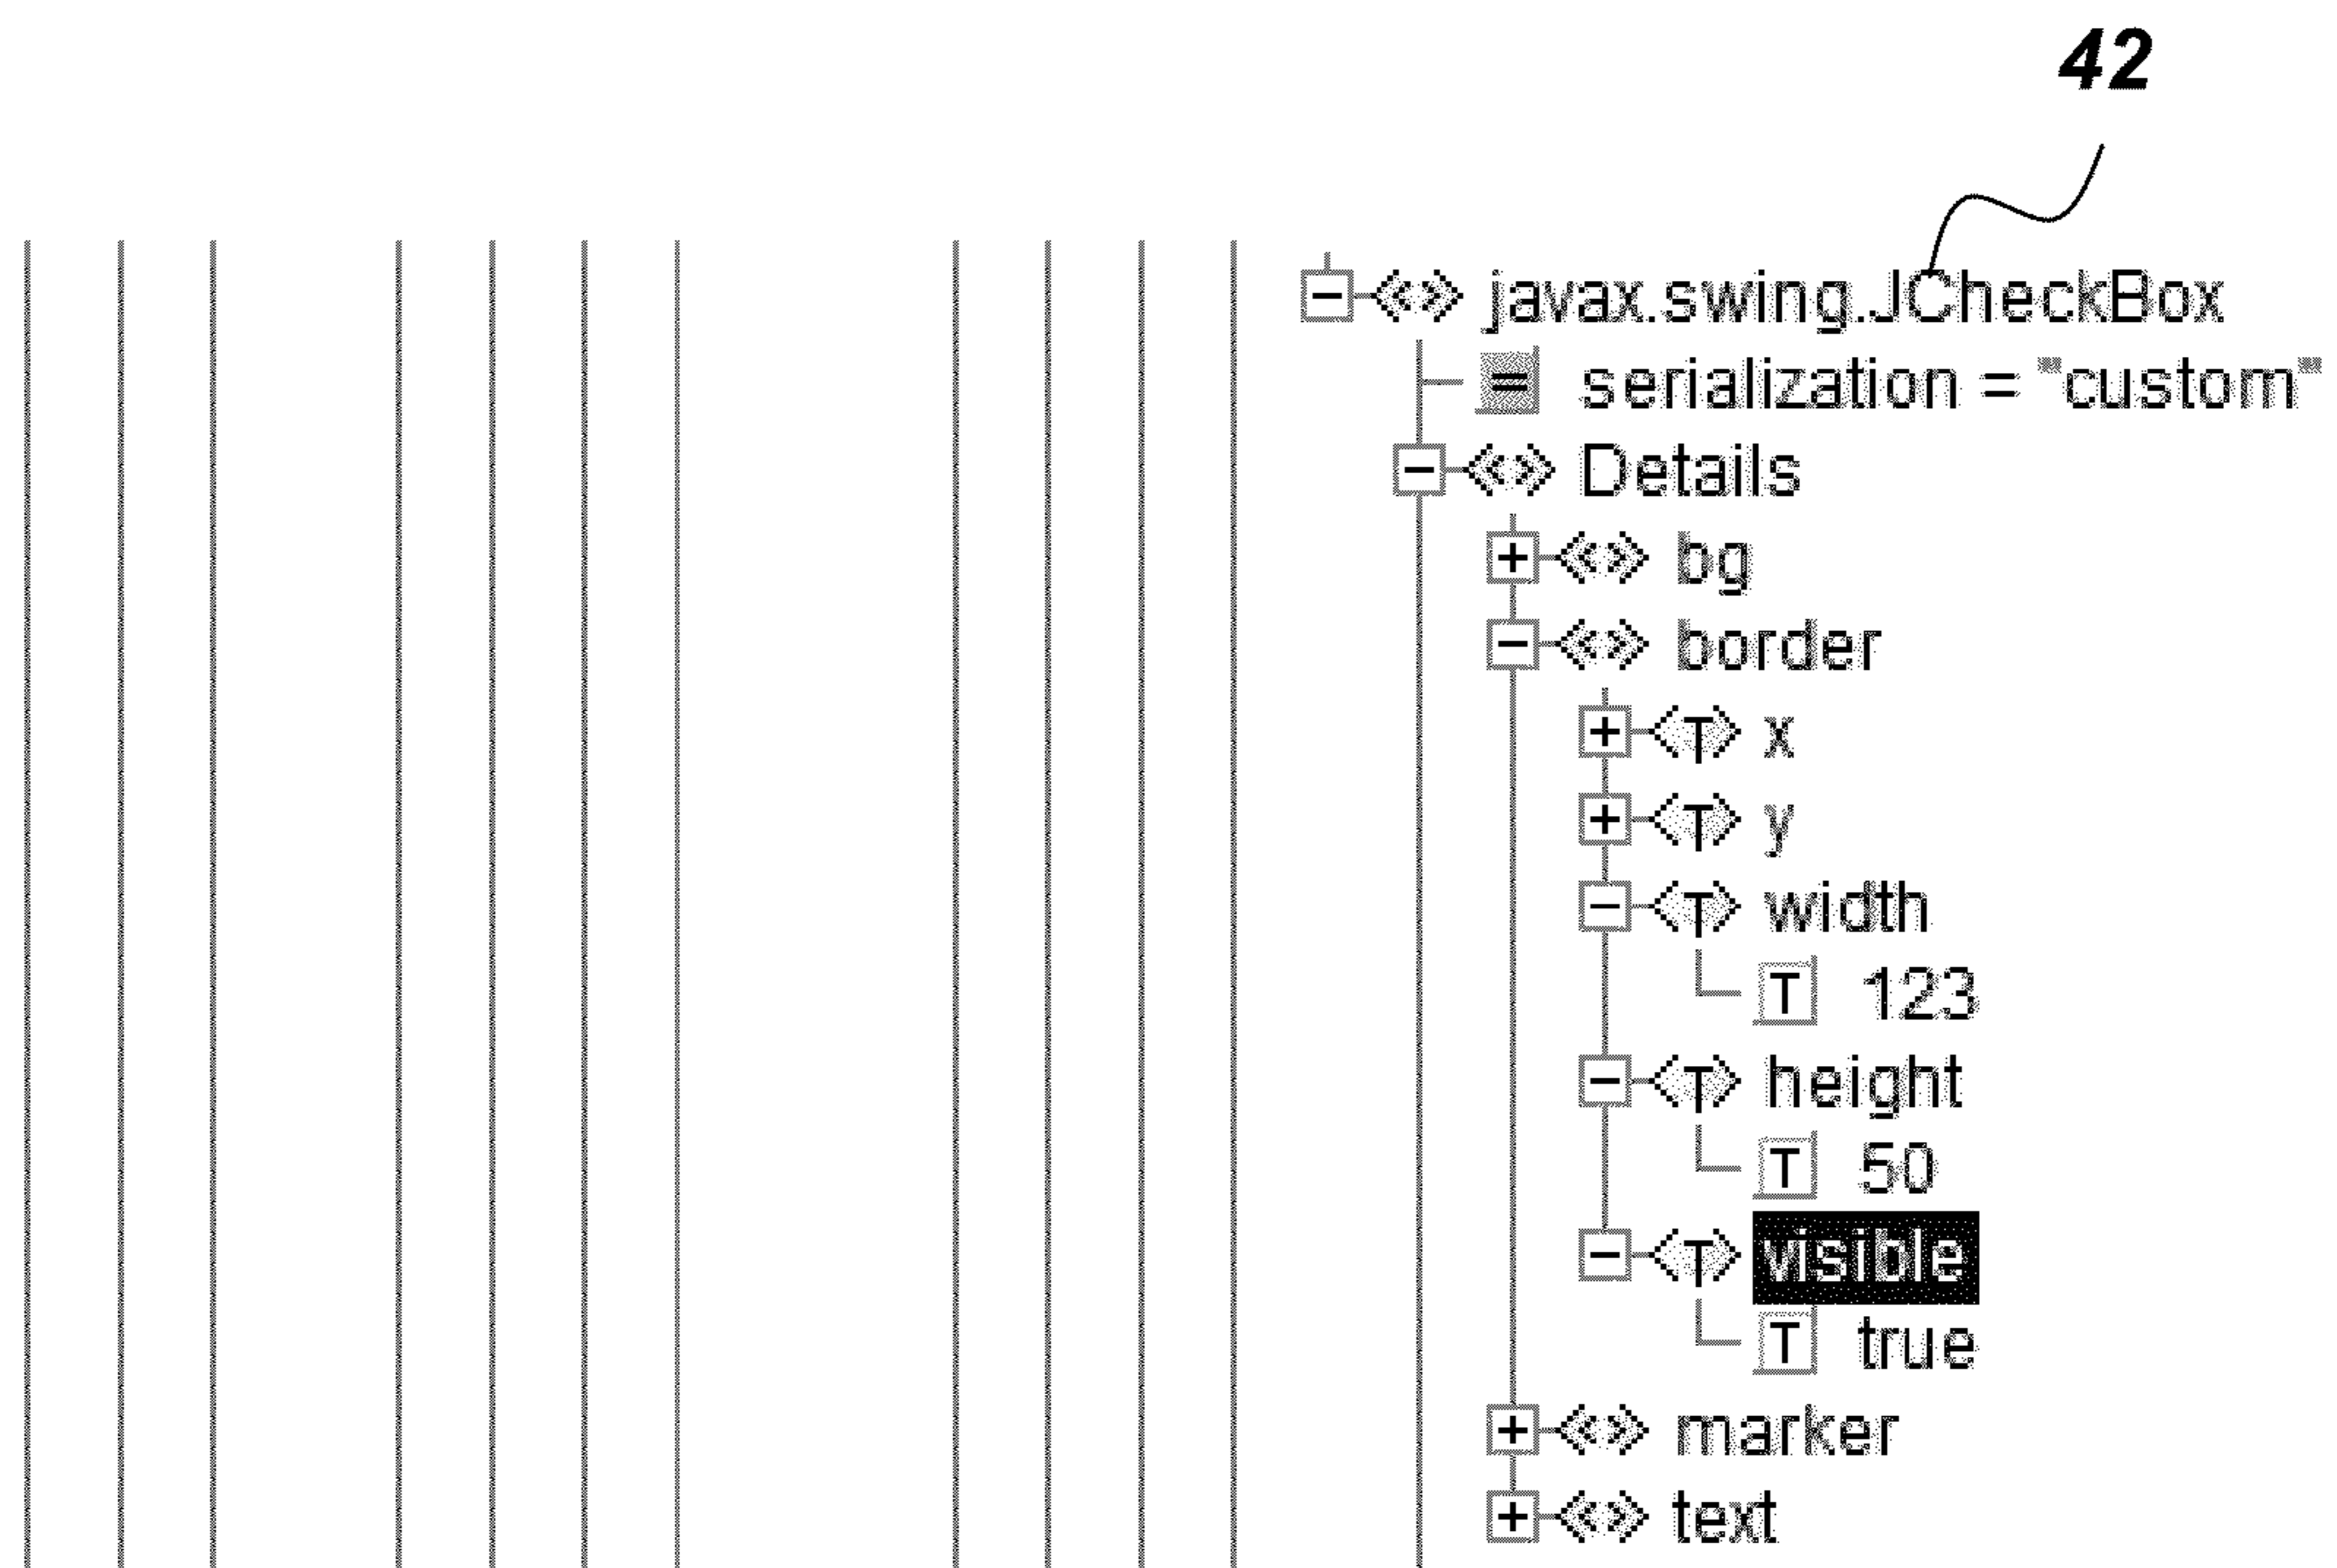 42
javax.swing.JCheckBox
= serialization = "custom"
Details
bg
border
T x
T y
T width
T 123
T height
T 50
T visible
T true
marker
text